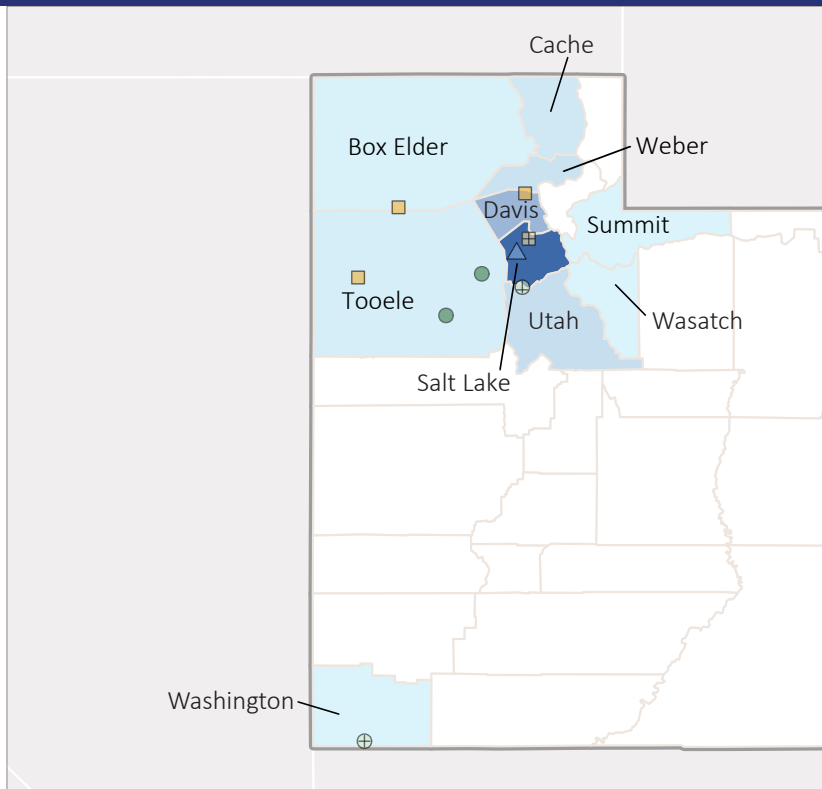 Cache
Box Elder
Weber
Davis
Summit
Tooele
Utah
Wasatch
Salt Lake
Washington